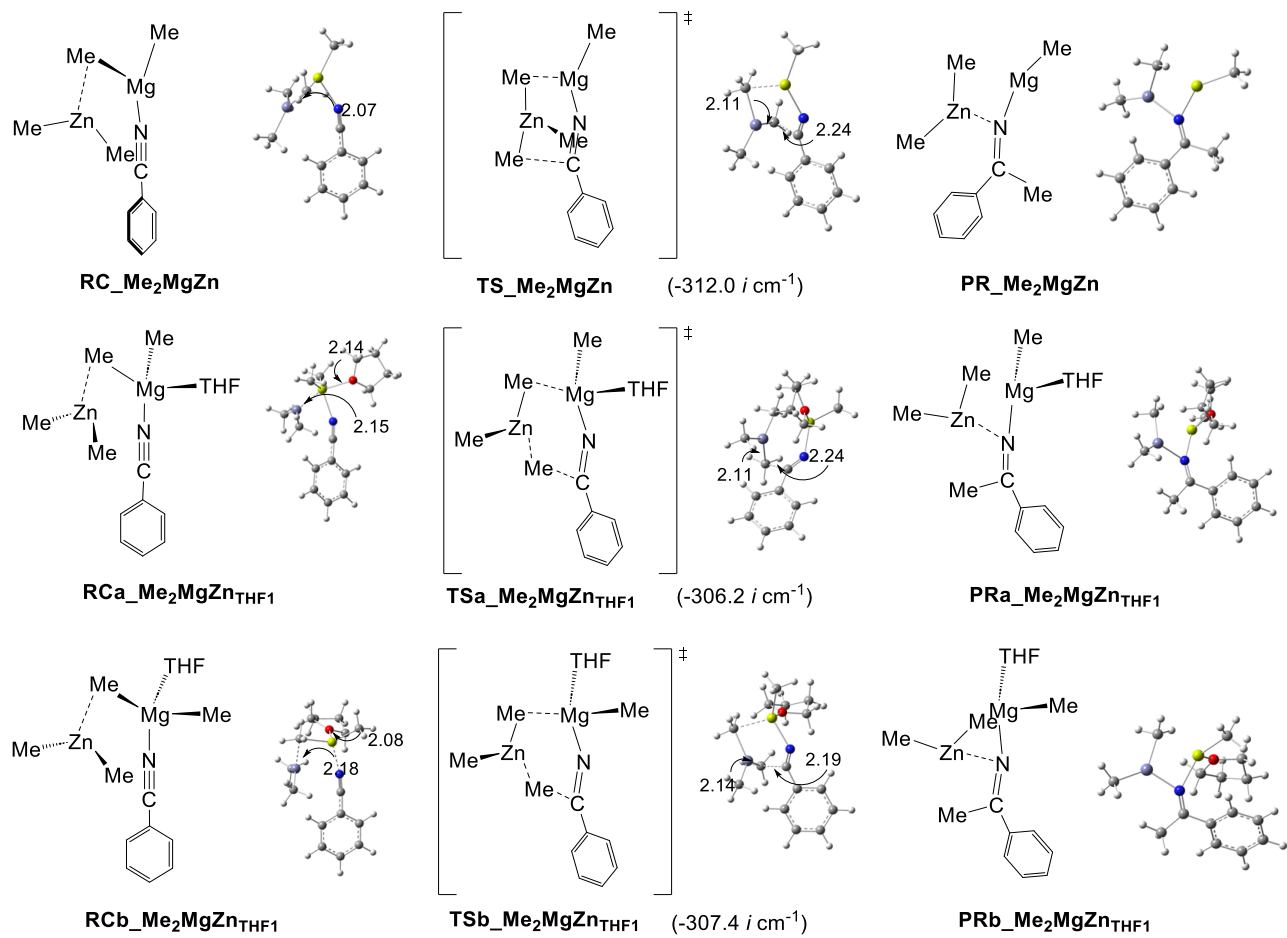 Me
Me
Mg
Zn
Me
Me
N
C
2.07
RC_Me2MgZn
‡
Me
Me
Mg
Zn
N
Me
Me
C
2.11
2.24
TS_Me2MgZn
(-312.0 i cm-1)
Me
Me
Mg
Zn
N
Me
C
Me
PR_Me2MgZn
Me
Me
Mg
THF
Me
Zn
N
Me
C
2.14
2.15
RCa_Me2MgZnTHF1
‡
Me
Me
Mg
THF
Zn
Me
N
Me
C
2.11
2.24
TSa_Me2MgZnTHF1
(-306.2 i cm-1)
Me
Me
Mg
THF
Me
Zn
N
Me
C
PRa_Me2MgZnTHF1
THF
Me
Mg
Me
Me
Zn
N
Me
C
2.08
2.18
RCb_Me2MgZnTHF1
‡
THF
Me
Mg
Me
Zn
Me
N
Me
C
2.14
2.19
TSb_Me2MgZnTHF1
(-307.4 i cm-1)
THF
Mg
Me
Me
Me
Zn
N
Me
C
PRb_Me2MgZnTHF1